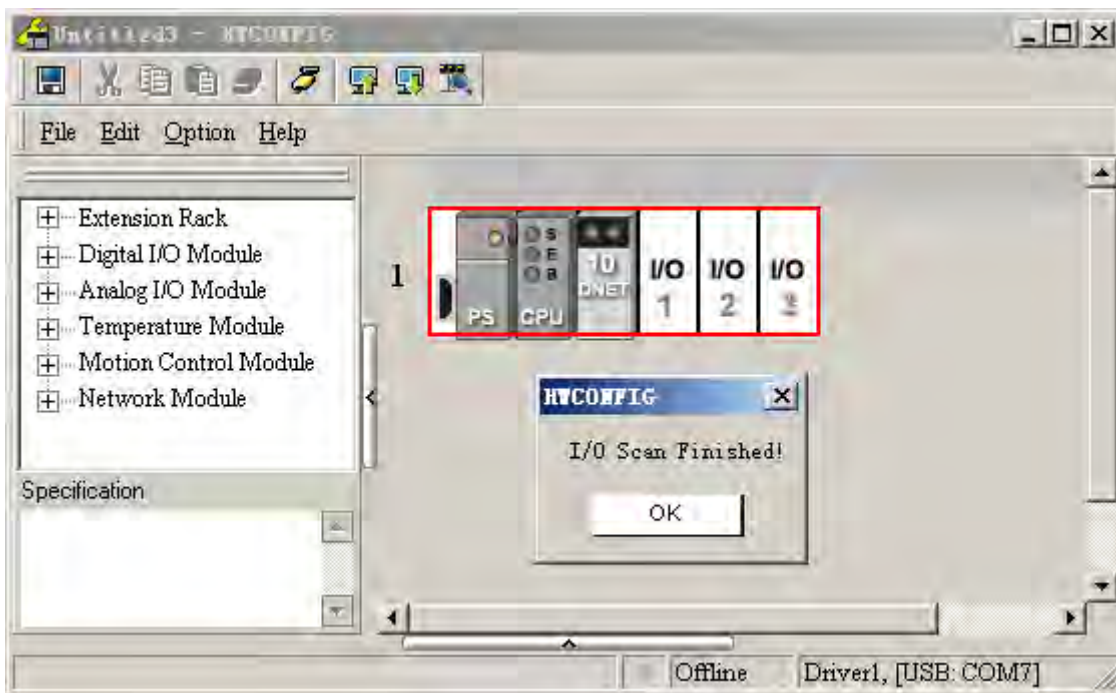 Untitled3 - HWCONFIG
File Edit Option Help
Extension Rack
Digital I/O Module
Analog I/O Module
Temperature Module
Motion Control Module
Network Module
Specification
1
PS
CPU
S
E
B
10
DNET
I/O
1
I/O
2
I/O
3
HWCONFIG
I/O Scan Finished!
OK
Offline
Driver1, [USB: COM7]